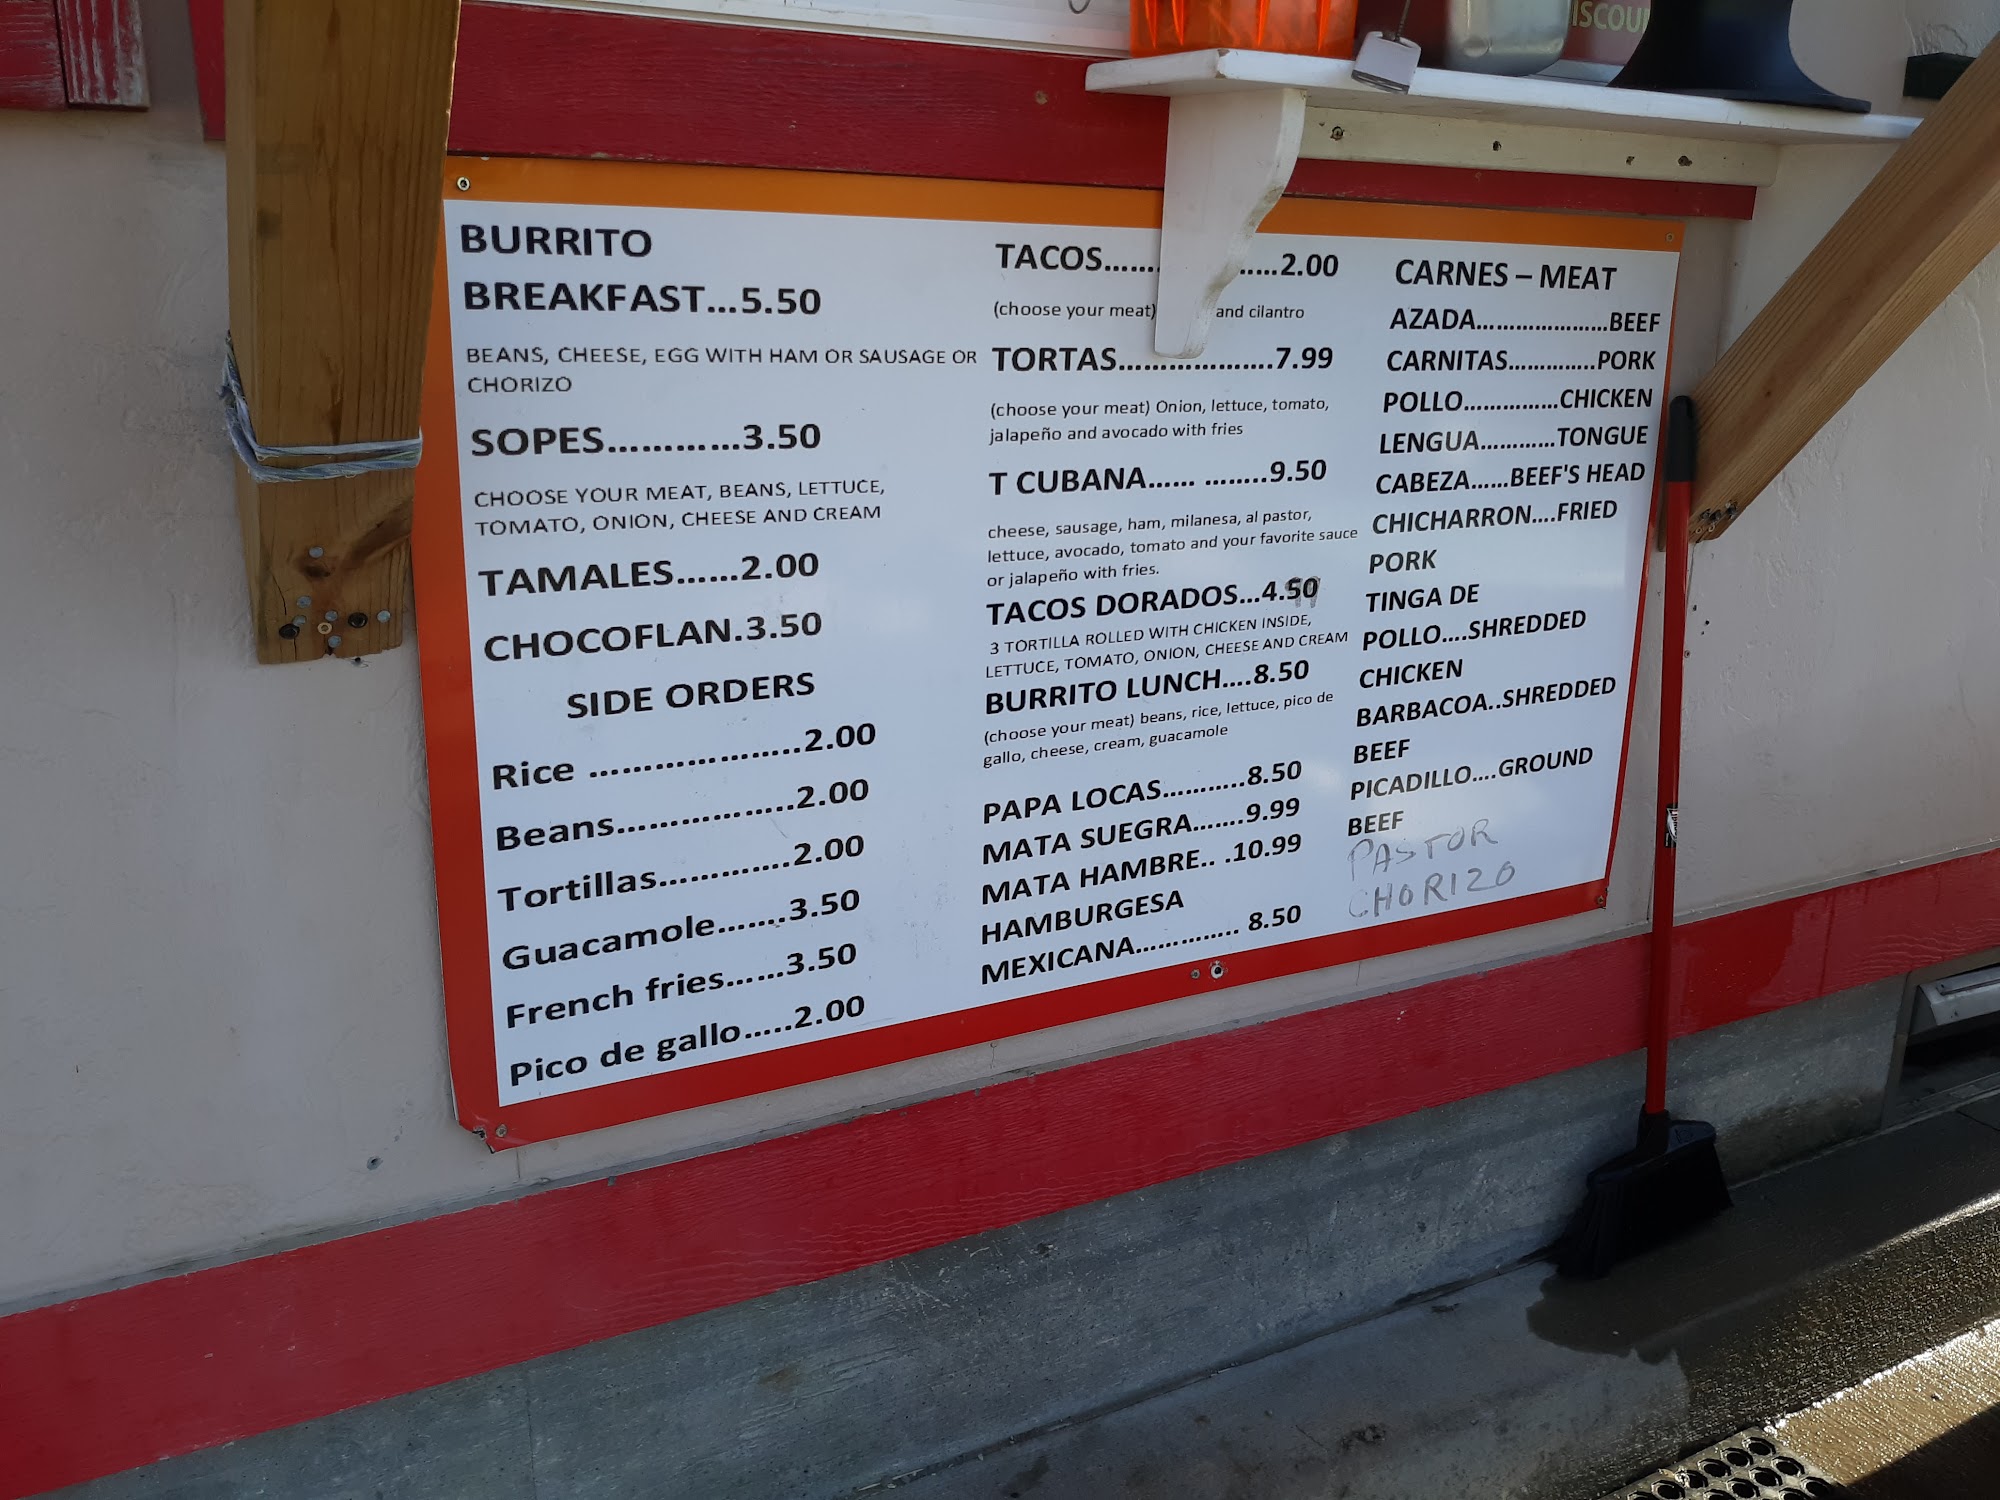 BURRITO
BREAKFAST...5.50
BEANS, CHEESE, EGG WITH HAM OR SAUSAGE OR
CHORIZO
SOPES............3.50
CHOOSE YOUR MEAT, BEANS, LETTUCE,
TOMATO, ONION, CHEESE AND CREAM
TAMALES......2.00
CHOCOFLAN.3.50
SIDE ORDERS
Rice ....................2.00
Beans.................2.00
Tortillas.............2.00
Guacamole.......3.50
French fries......3.50
Pico de gallo.....2.00
TACOS...... .....2.00
(choose your meat) and cilantro
TORTAS....................7.99
(choose your meat) Onion, lettuce, tomato,
jalapeño and avocado with fries
T CUBANA...... ........9.50
cheese, sausage, ham, milanesa, al pastor,
lettuce, avocado, tomato and your favorite sauce
or jalapeño with fries.
TACOS DORADOS...4.50
3 TORTILLA ROLLED WITH CHICKEN INSIDE,
LETTUCE, TOMATO, ONION, CHEESE AND CREAM
BURRITO LUNCH....8.50
(choose your meat) beans, rice, lettuce, pico de
gallo, cheese, cream, guacamole
PAPA LOCAS...........8.50
MATA SUEGRA.......9.99
MATA HAMBRE.. .10.99
HAMBURGESA
MEXICANA............. 8.50
CARNES – MEAT
AZADA......................BEEF
CARNITAS...............PORK
POLLO................CHICKEN
LENGUA............TONGUE
CABEZA......BEEF'S HEAD
CHICHARRON....FRIED
PORK
TINGA DE
POLLO....SHREDDED
CHICKEN
BARBACOA..SHREDDED
BEEF
PICADILLO....GROUND
BEEF
PASTOR
CHORIZO